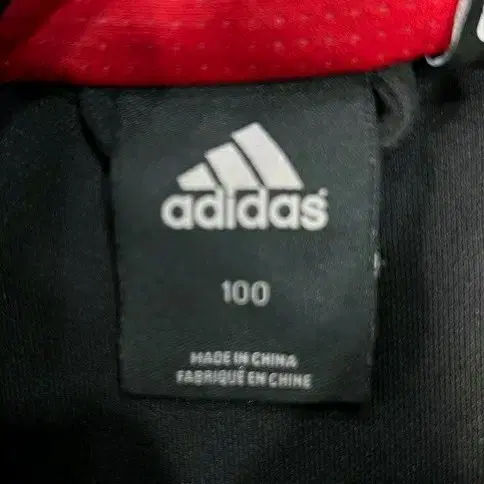 adidas
100
MADE IN CHINA
FABRIQUÉ EN CHINE